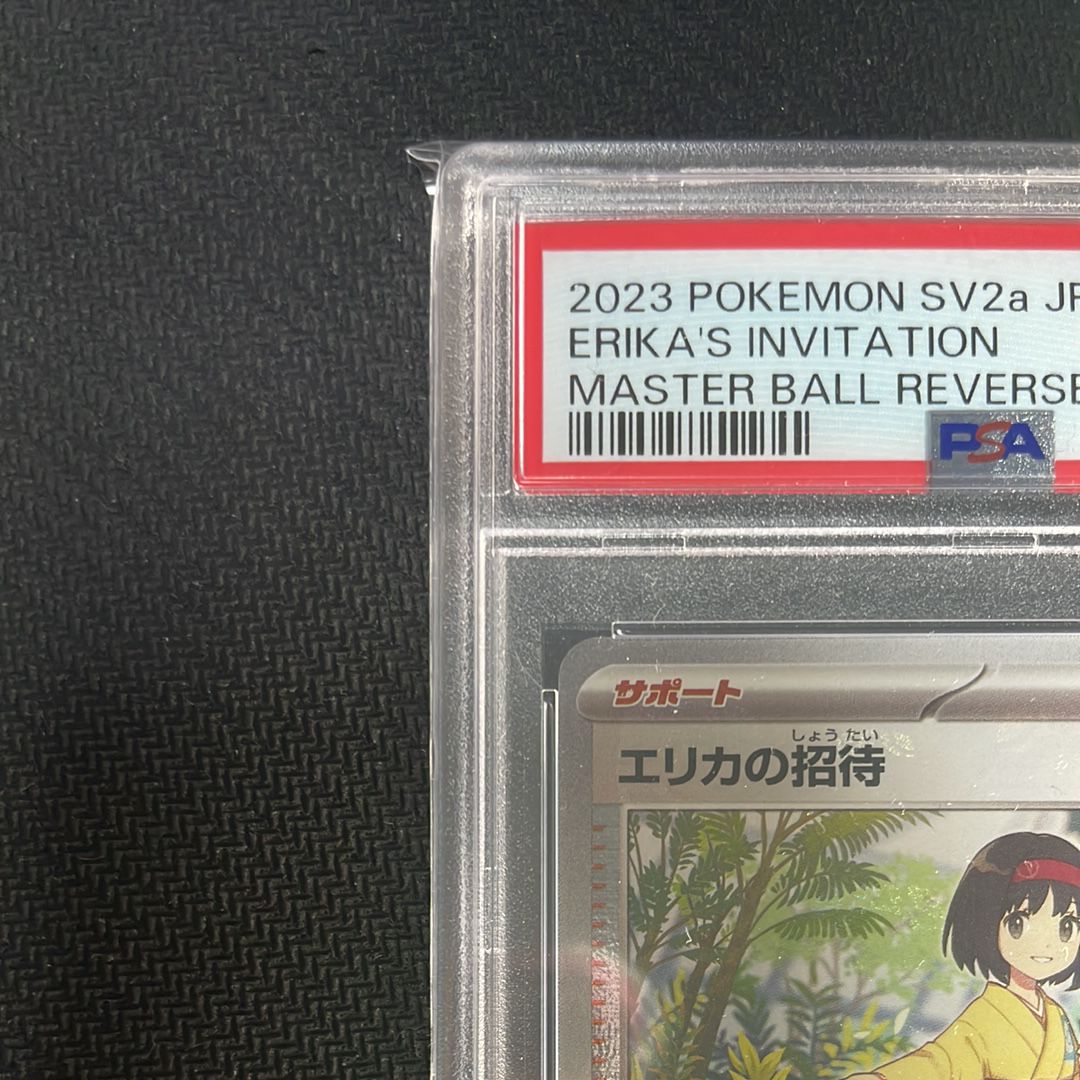 2023 POKEMON SV2a JP
ERIKA'S INVITATION
MASTER BALL REVERSE
PSA
サポート
しょうたい
エリカの招待